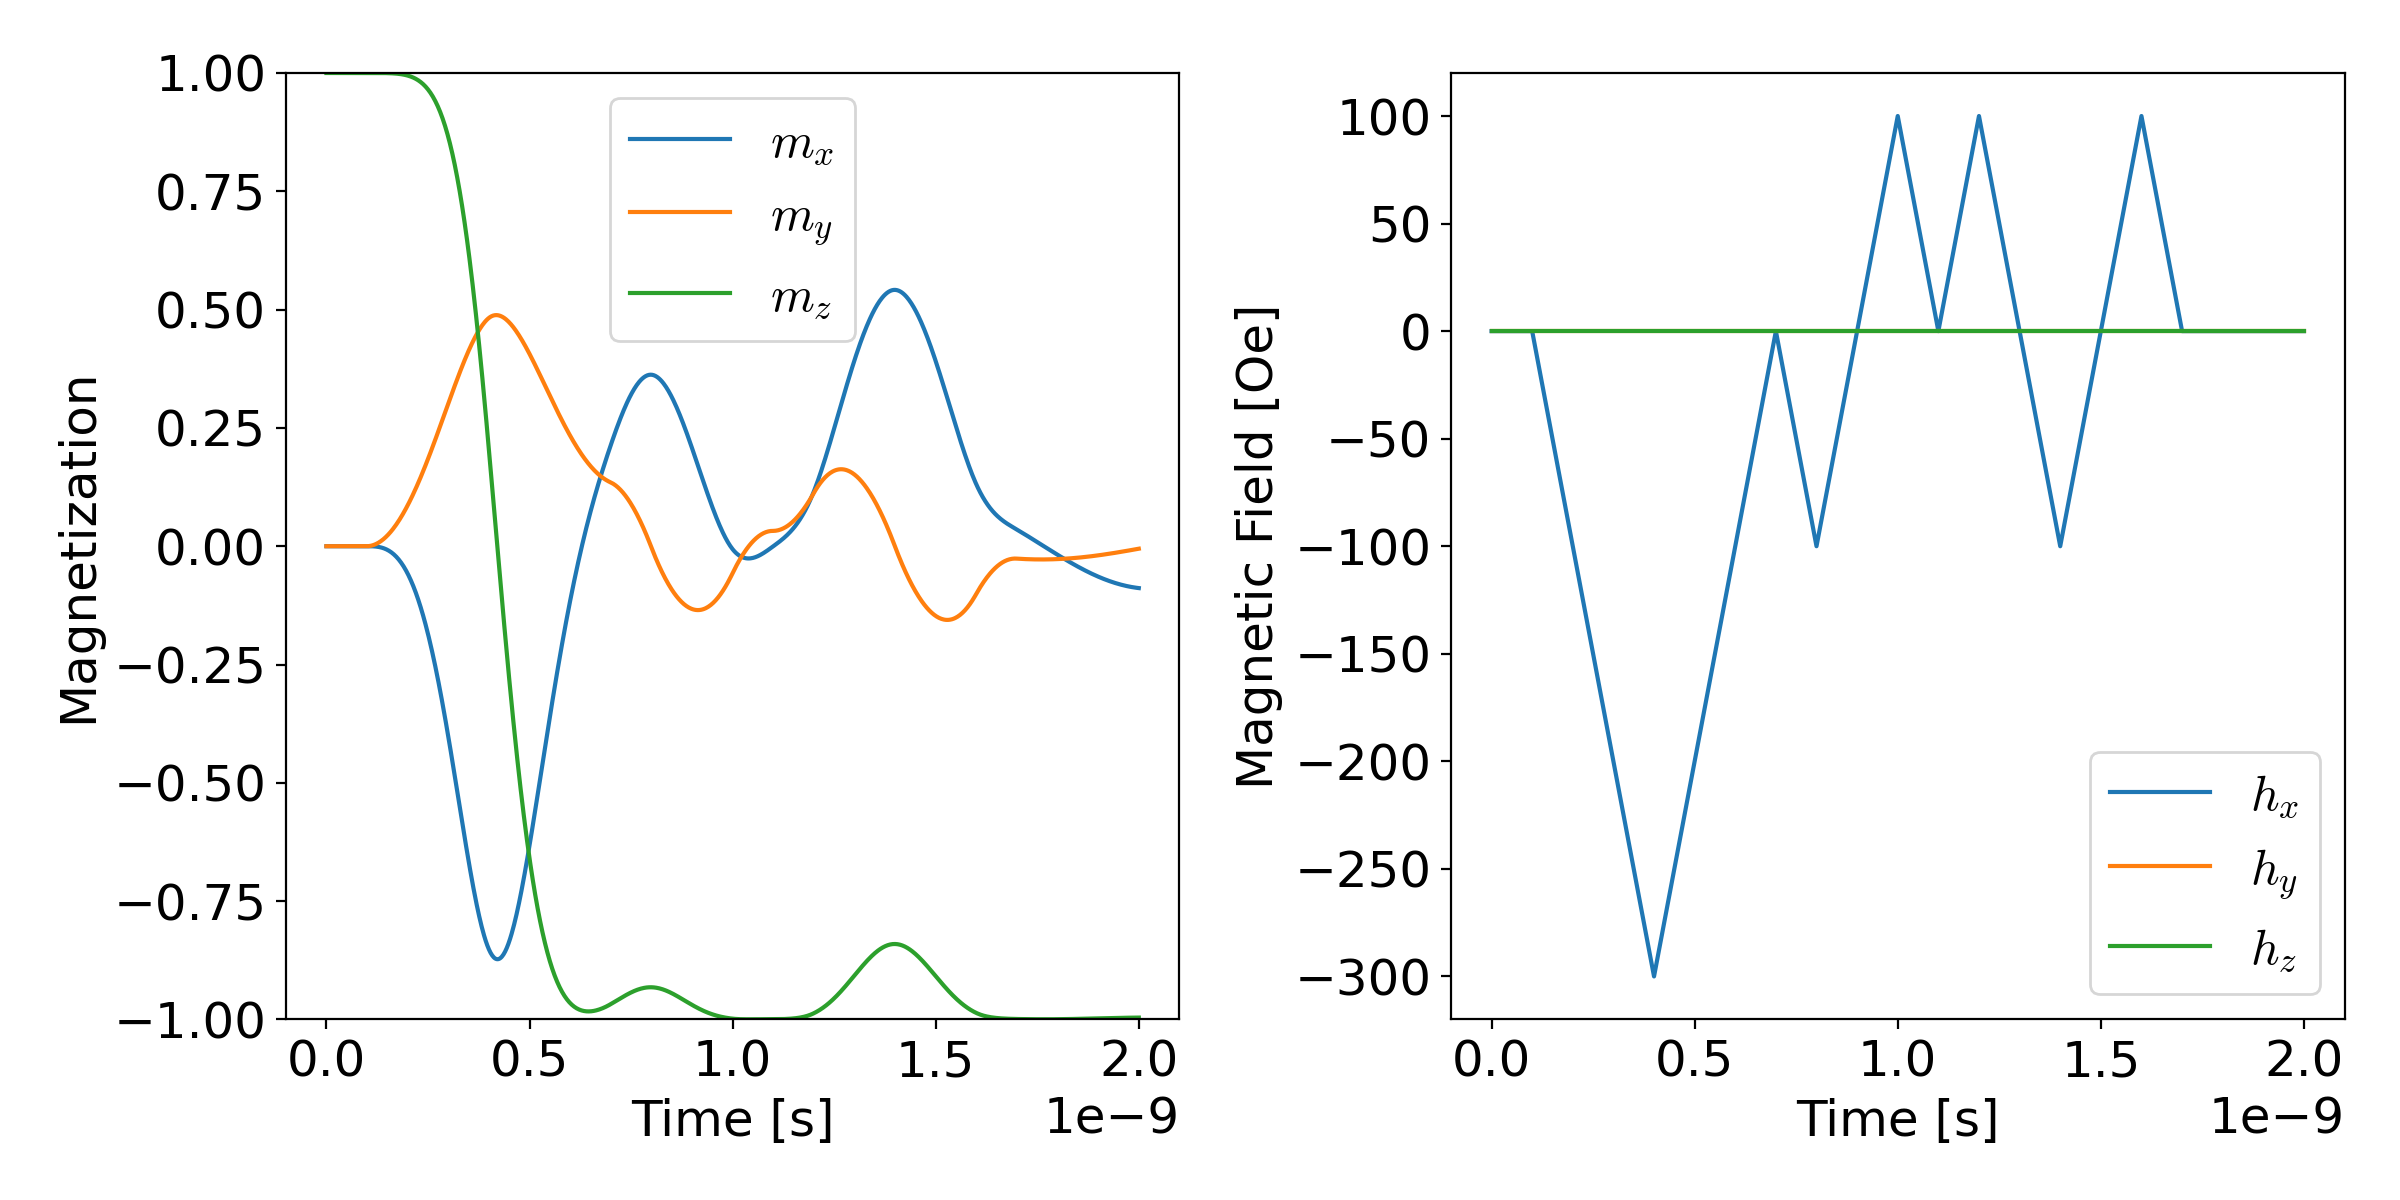 Magnetization
1.00
0.75
0.50
0.25
0.00
−0.25
−0.50
−0.75
−1.00
m_x
m_y
m_z
0.0 0.5 1.0 1.5 2.0
Time [s]
1e−9
Magnetic Field [Oe]
100
50
0
−50
−100
−150
−200
−250
−300
h_x
h_y
h_z
0.0 0.5 1.0 1.5 2.0
Time [s]
1e−9